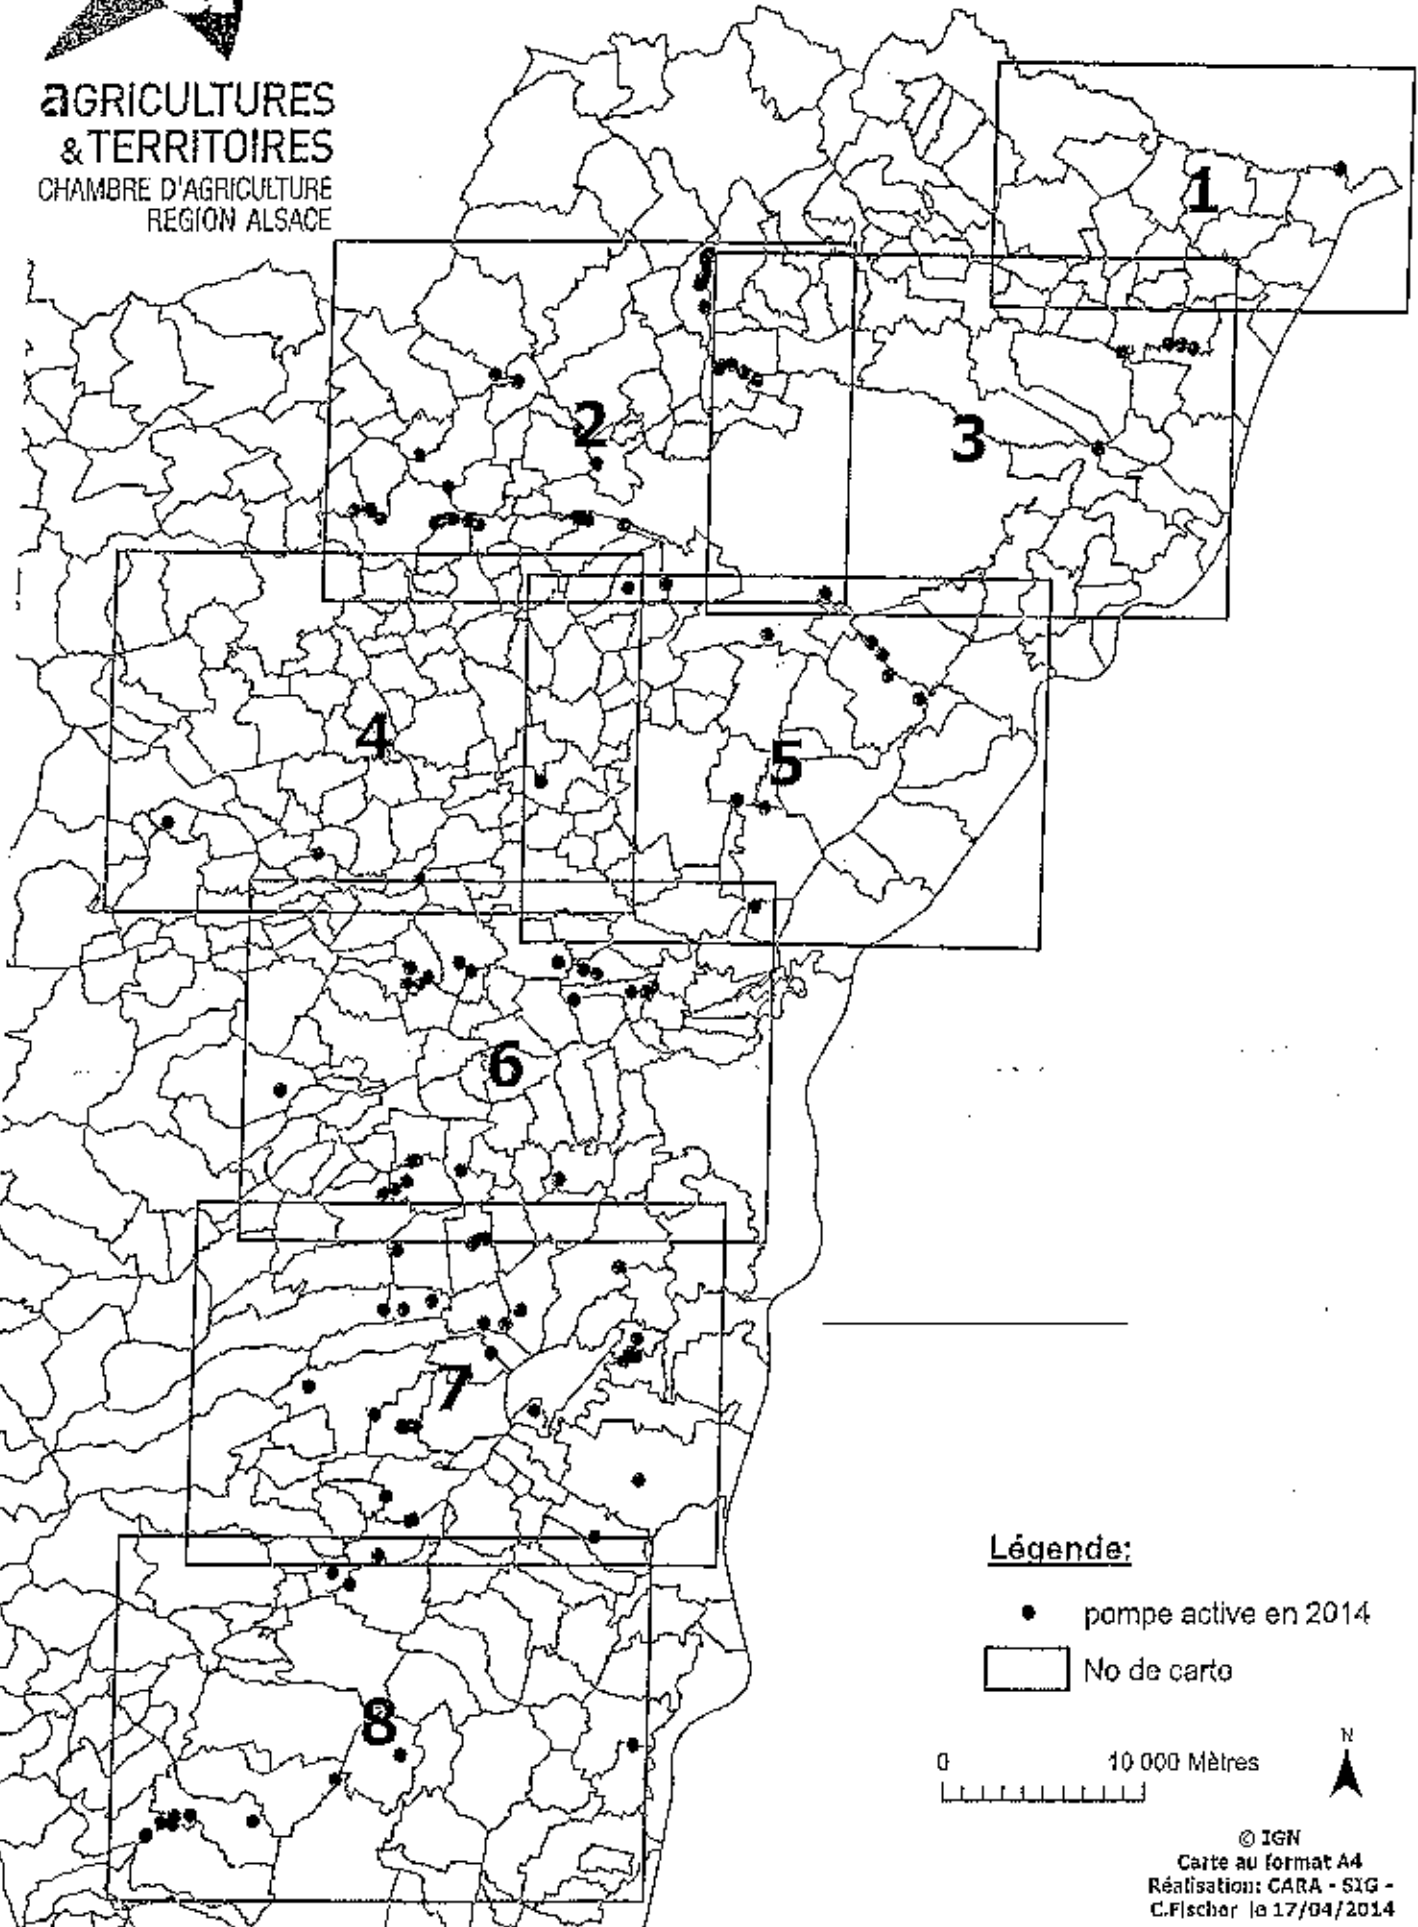 aGRICULTURES
& TERRITOIRES
CHAMBRE D'AGRICULTURE
REGION ALSACE
1
2
3
4
5
6
7
8
Légende:
pompe active en 2014
No de carto
0 10 000 Mètres
N
© IGN
Carte au format A4
Réalisation: CARA - SIG -
C.Fischer le 17/04/2014